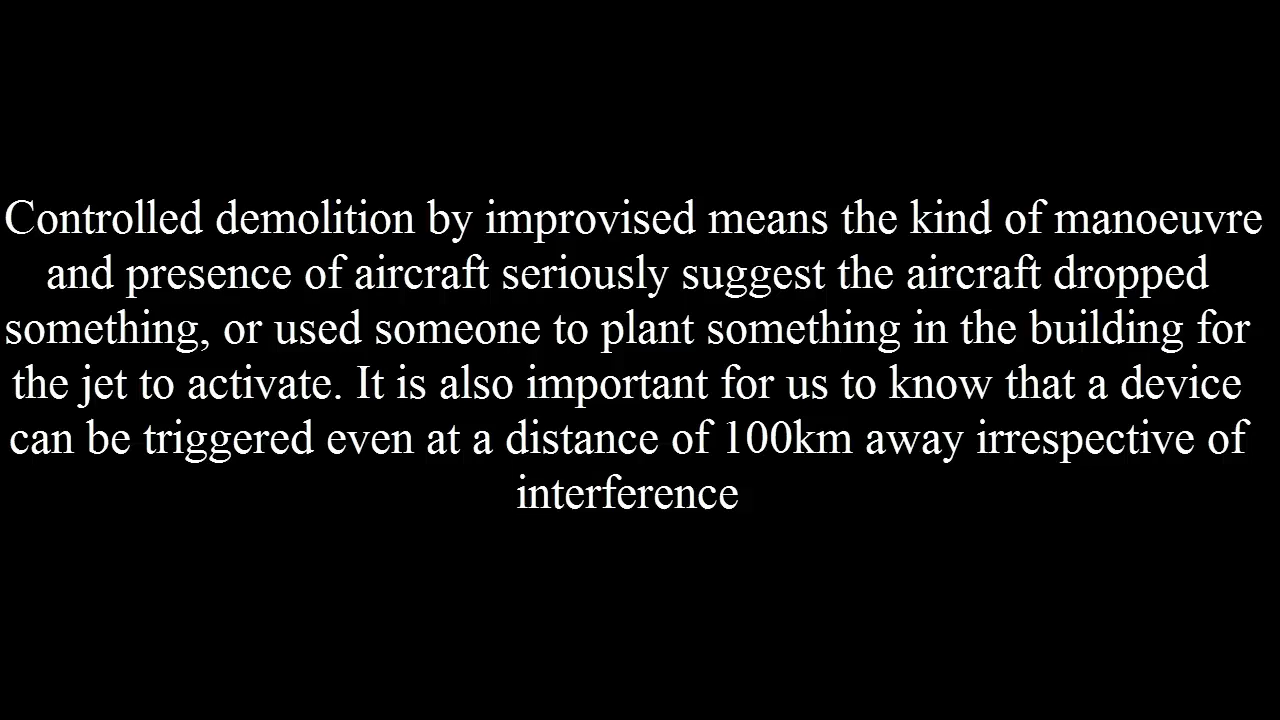 Controlled demolition by improvised means the kind of manoeuvre
and presence of aircraft seriously suggest the aircraft dropped
something, or used someone to plant something in the building for
the jet to activate. It is also important for us to know that a device
can be triggered even at a distance of 100km away irrespective of
interference